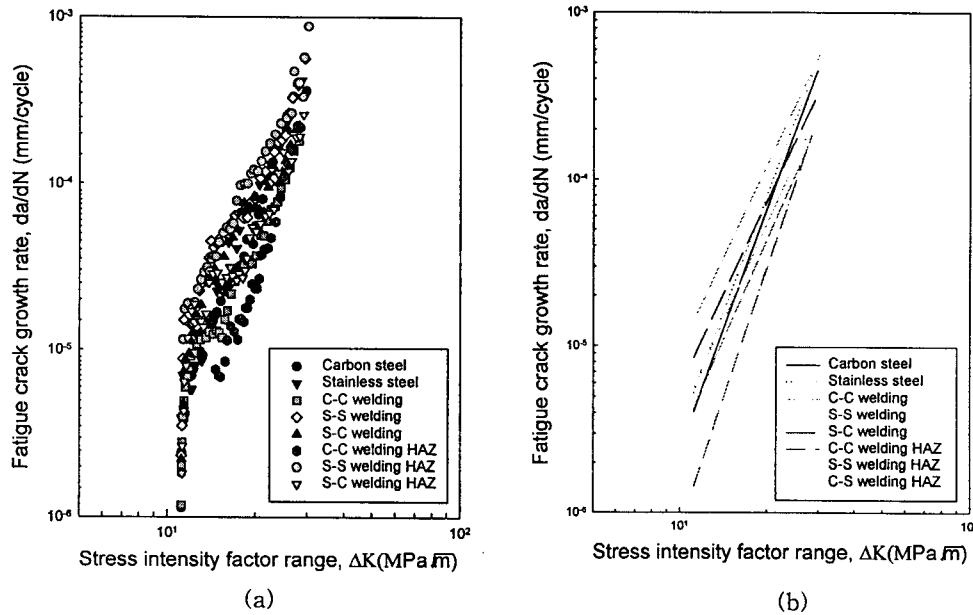 10⁻³
10⁻⁴
10⁻⁵
10⁻⁶
10¹
10²
Fatigue crack growth rate, da/dN (mm/cycle)
Stress intensity factor range, ΔK(MPa√m)
Carbon steel
Stainless steel
C-C welding
S-S welding
S-C welding
C-C welding HAZ
S-S welding HAZ
S-C welding HAZ
(a)
10⁻³
10⁻⁴
10⁻⁵
10⁻⁶
10¹
Fatigue crack growth rate, da/dN (mm/cycle)
Stress intensity factor range, ΔK(MPa√m)
Carbon steel
Stainless steel
C-C welding
S-S welding
S-C welding
C-C welding HAZ
S-S welding HAZ
C-S welding HAZ
(b)